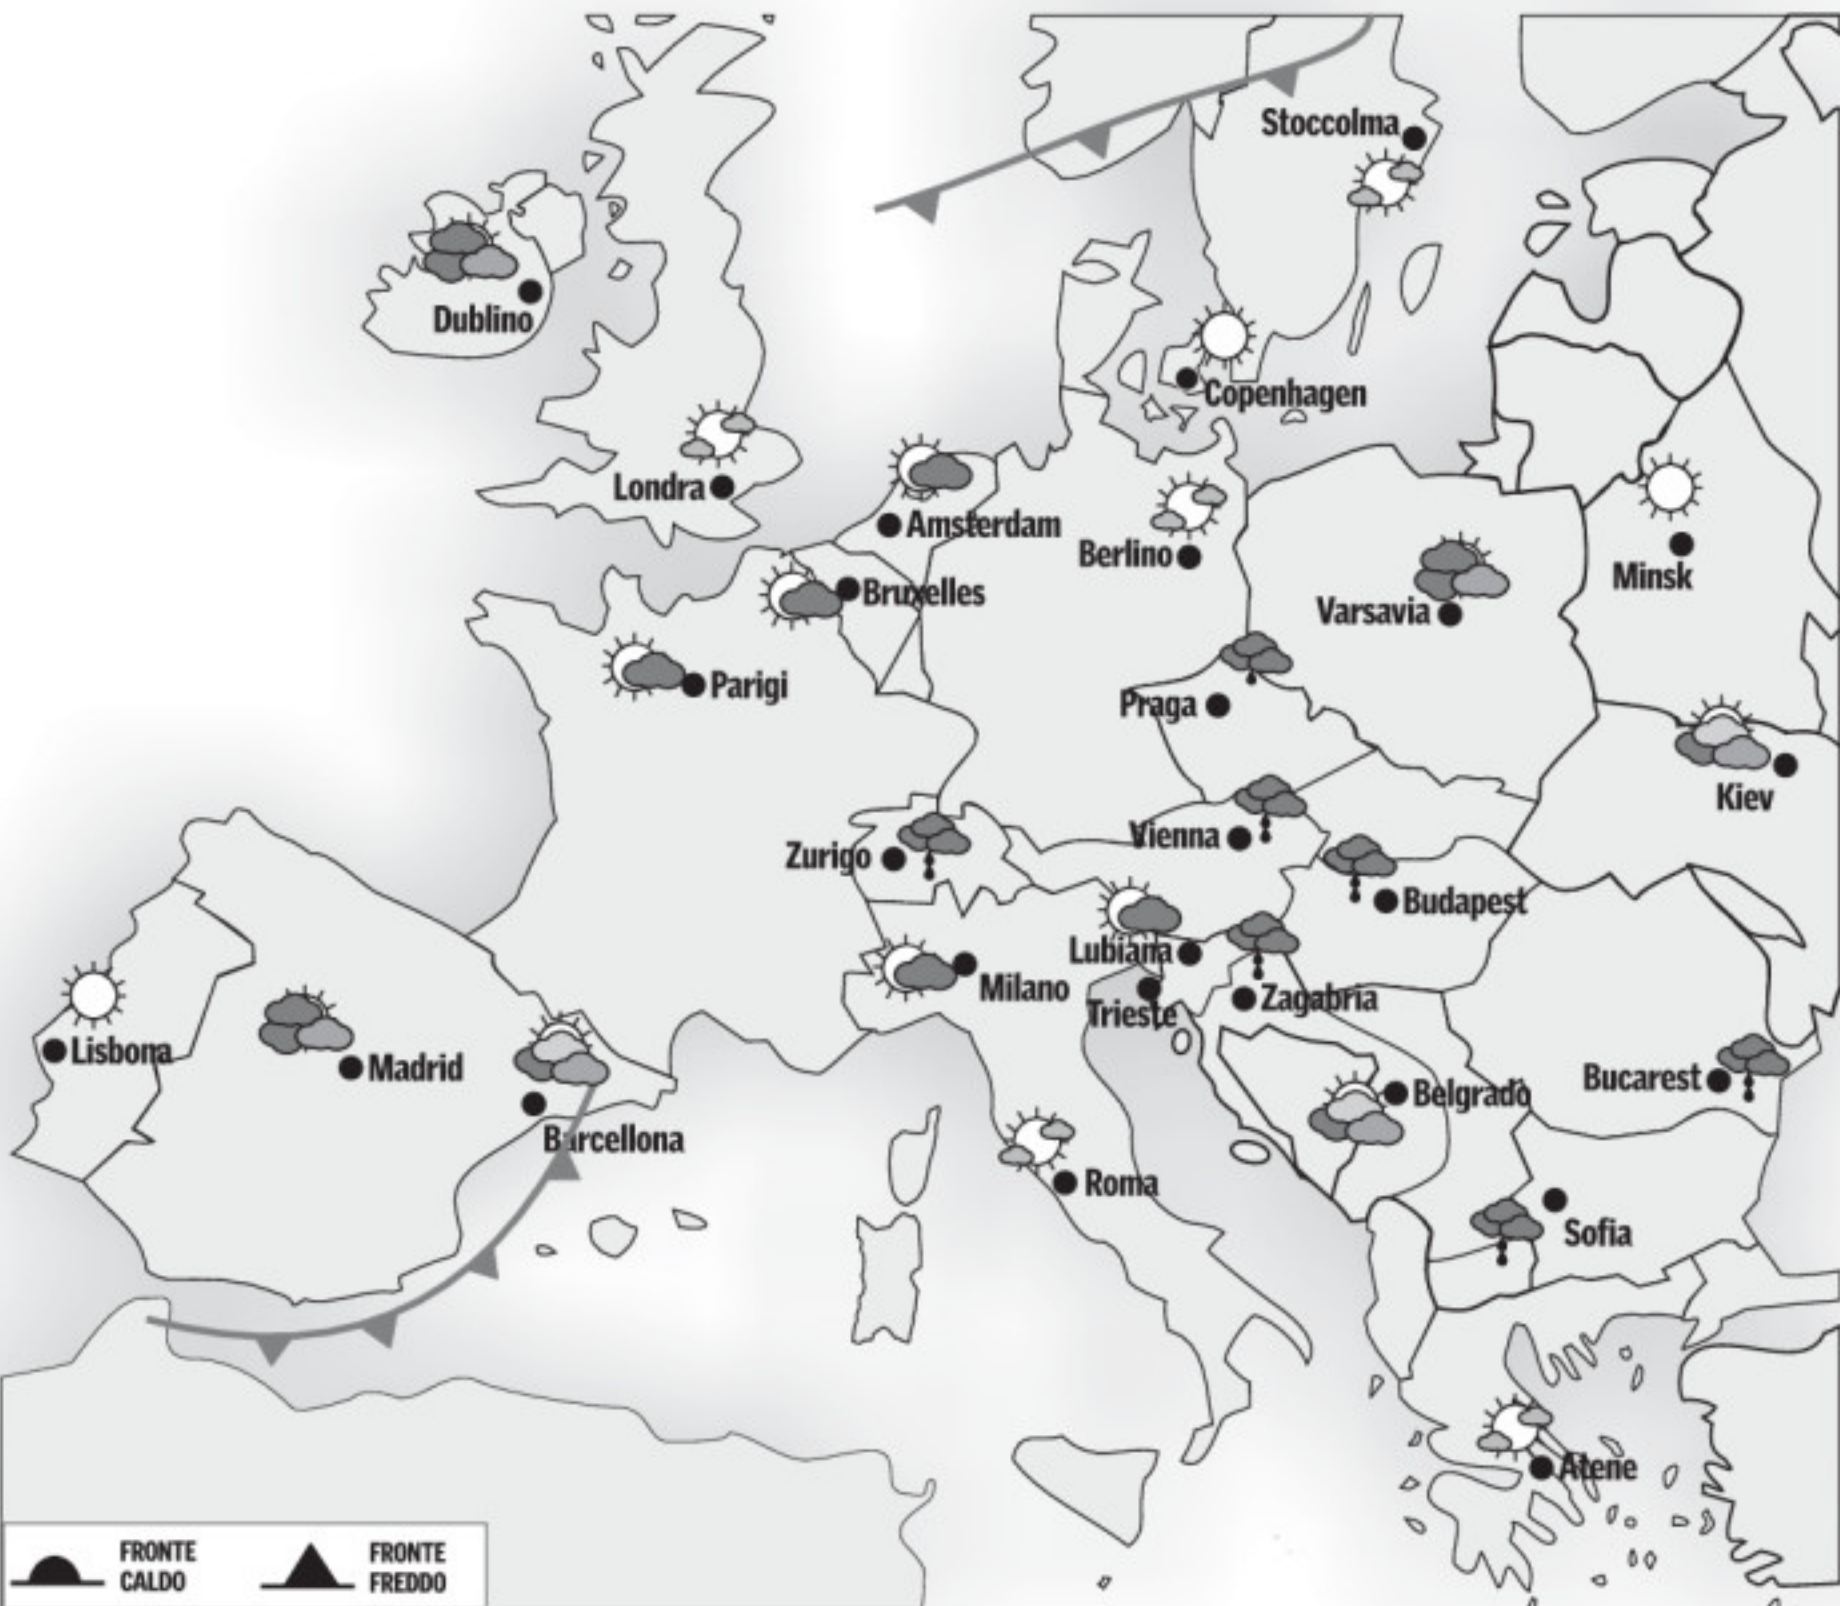 Stoccolma
Dublino
Copenhagen
Londra
Amsterdam
Berlino
Minsk
Bruxelles
Varsavia
Parigi
Praga
Kiev
Vienna
Zurigo
Budapest
Lubiana
Milano
Zagabria
Trieste
Lisbona
Madrid
Bucarest
Belgrado
Barcellona
Roma
Sofia
Atene
FRONTE
CALDO
FRONTE
FREDDO